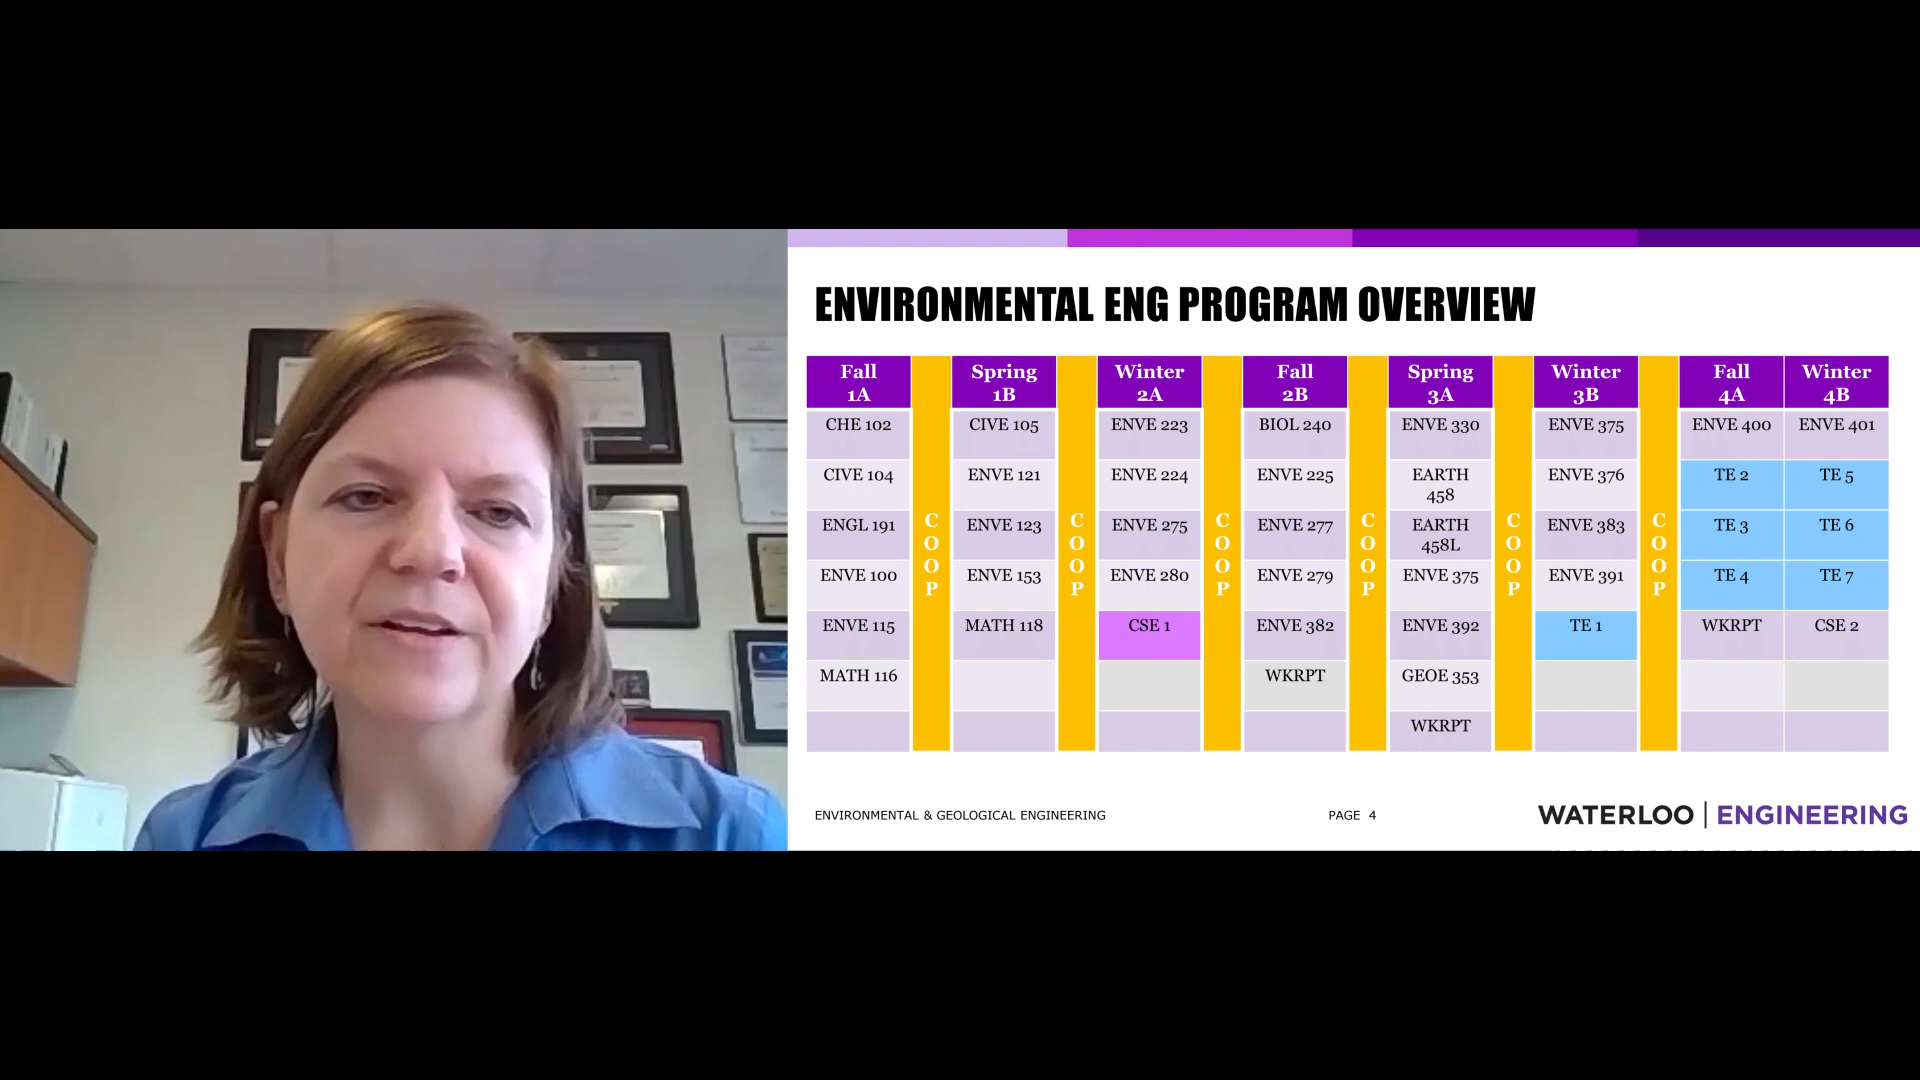 ENVIRONMENTAL ENG PROGRAM OVERVIEW
Fall 1A
Spring 1B
Winter 2A
Fall 2B
Spring 3A
Winter 3B
Fall 4A
Winter 4B
CHE 102
CIVE 105
ENVE 223
BIOL 240
ENVE 330
ENVE 375
ENVE 400
ENVE 401
CIVE 104
ENVE 121
ENVE 224
ENVE 225
EARTH 458
ENVE 376
TE 2
TE 5
ENGL 191
ENVE 123
ENVE 275
ENVE 277
EARTH 458L
ENVE 383
TE 3
TE 6
ENVE 100
ENVE 153
ENVE 280
ENVE 279
ENVE 375
ENVE 391
TE 4
TE 7
ENVE 115
MATH 118
CSE 1
ENVE 382
ENVE 392
TE 1
WKRPT
CSE 2
MATH 116
WKRPT
GEOE 353
WKRPT
COOP
COOP
COOP
COOP
COOP
COOP
ENVIRONMENTAL & GEOLOGICAL ENGINEERING
PAGE 4
WATERLOO | ENGINEERING